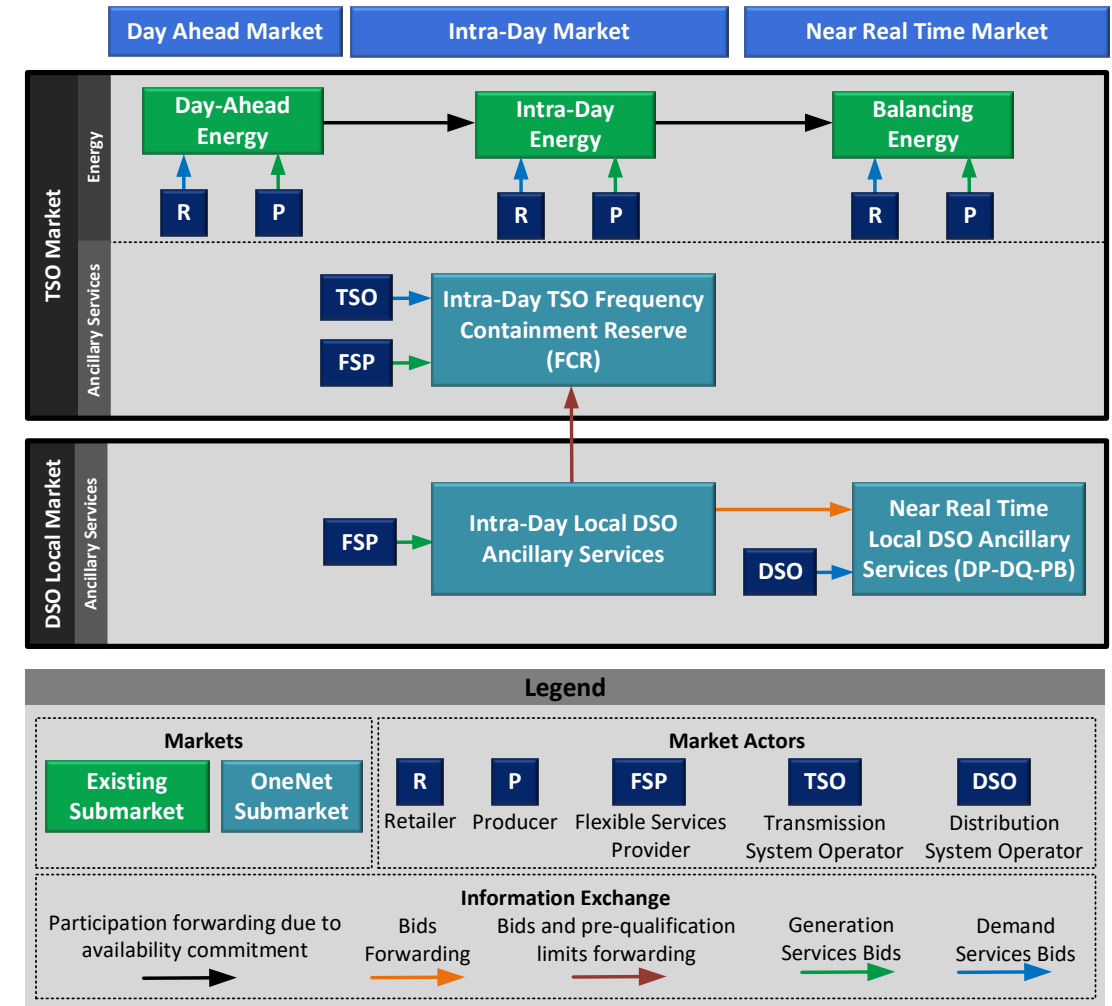 Day Ahead Market
Intra-Day Market
Near Real Time Market
TSO Market
Energy
Day-Ahead
Energy
Intra-Day
Energy
Balancing
Energy
R
P
R
P
R
P
Ancillary Services
TSO
FSP
Intra-Day TSO Frequency
Containment Reserve
(FCR)
DSO Local Market
Ancillary Services
FSP
Intra-Day Local DSO
Ancillary Services
DSO
Near Real Time
Local DSO Ancillary
Services (DP-DQ-PB)
Legend
Markets
Existing
Submarket
OneNet
Submarket
Market Actors
R
Retailer
P
Producer
FSP
Flexible Services
Provider
TSO
Transmission
System Operator
DSO
Distribution
System Operator
Information Exchange
Participation forwarding due to
availability commitment
Bids
Forwarding
Bids and pre-qualification
limits forwarding
Generation
Services Bids
Demand
Services Bids